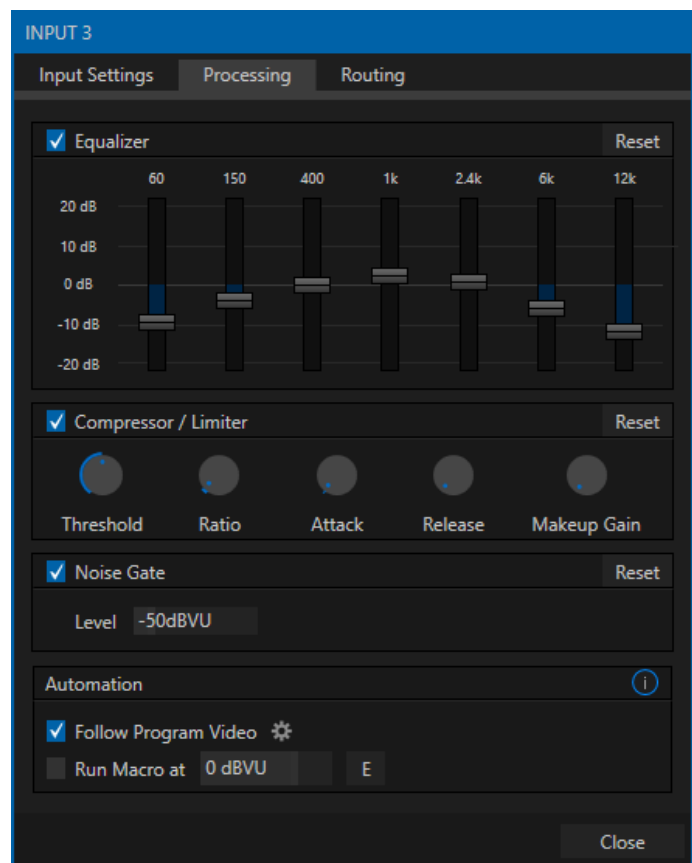 INPUT 3
Input Settings Processing Routing
Equalizer Reset
60 150 400 1k 2.4k 6k 12k
20 dB
10 dB
0 dB
-10 dB
-20 dB
Compressor / Limiter Reset
Threshold Ratio Attack Release Makeup Gain
Noise Gate Reset
Level -50dBVU
Automation i
Follow Program Video
Run Macro at 0 dBVU E
Close